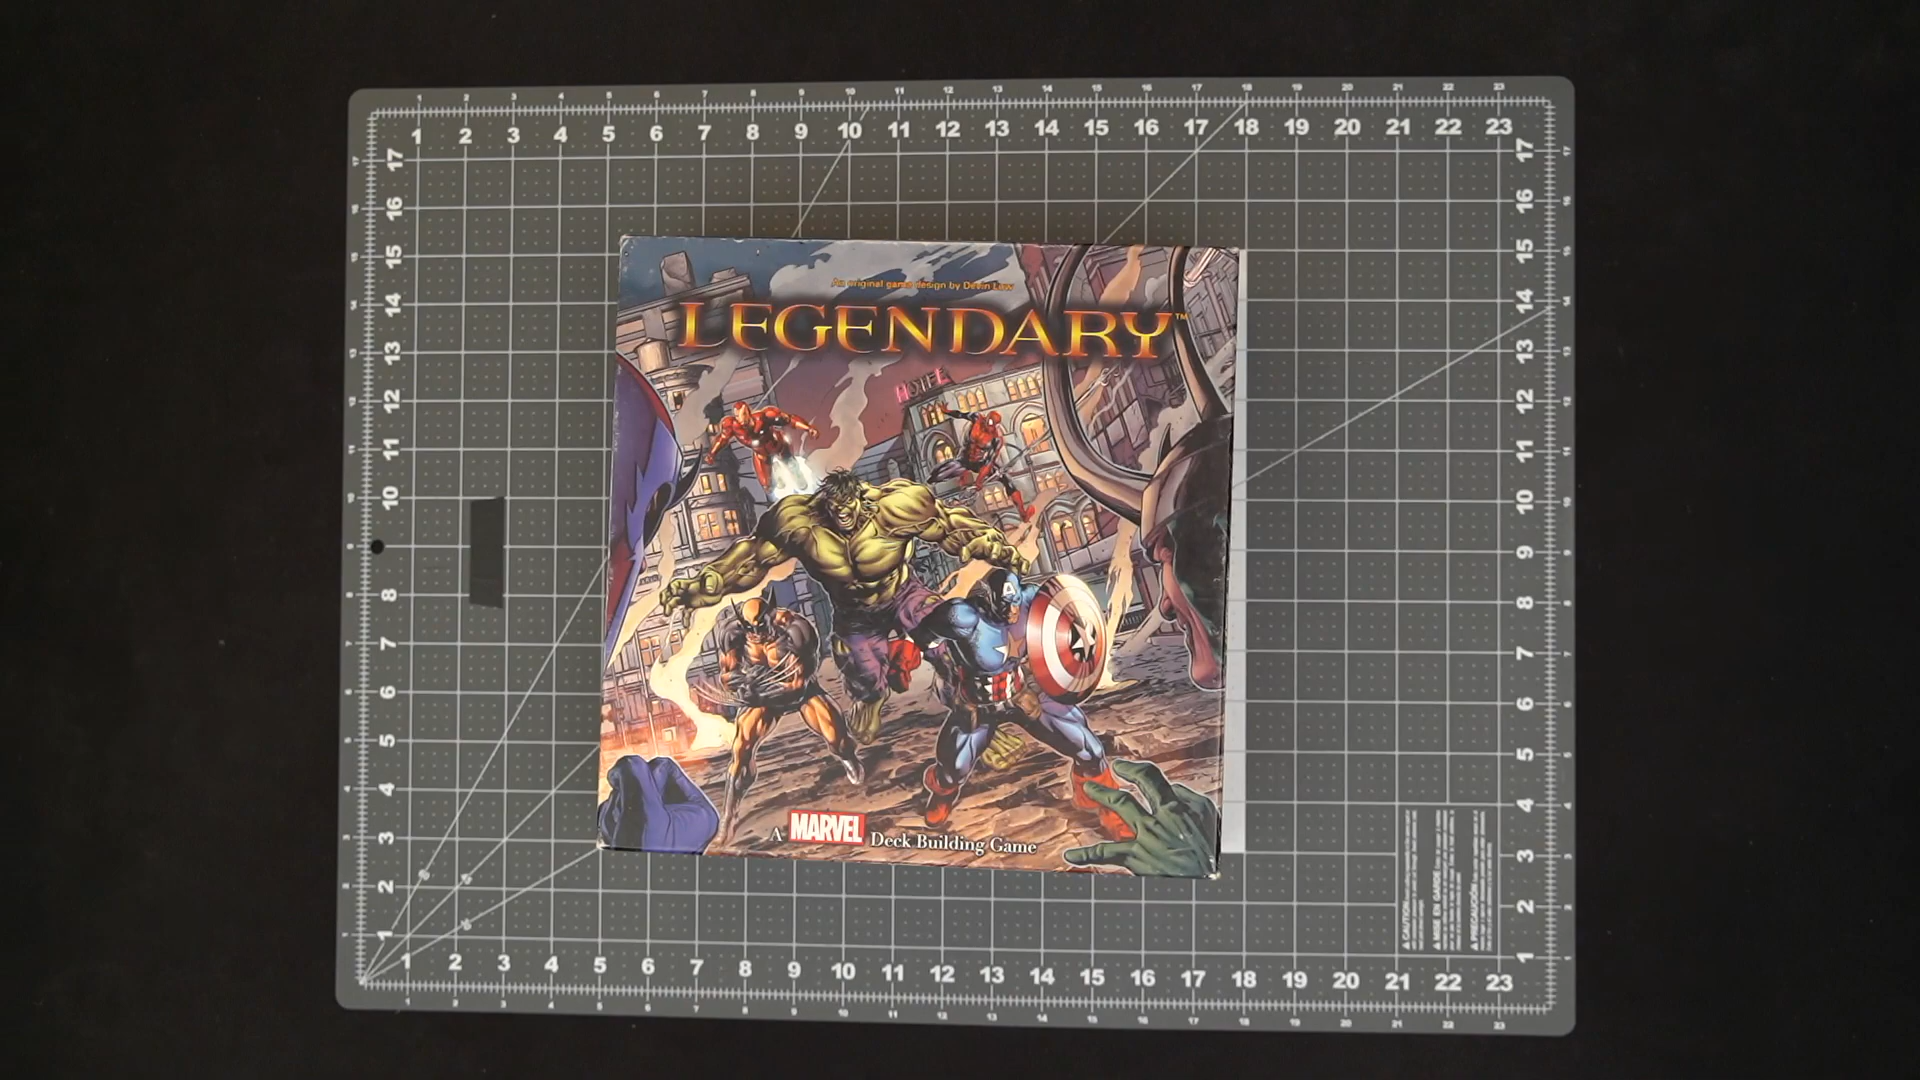 1 2 3 4 5 6 7 8 9 10 11 12 13 14 15 16 17 18 19 20 21 22 23
17 17
16 16
15 15
An original game design by Devin Low
14 14
LEGENDARY™
13 13
HOTEL
12 12
11 11
10 10
9
8 8
7 7
6 6
5 5
4 4
A MARVEL Deck Building Game
3 3
2 2
1 1
CAUTION
MISE EN GARDE
PRECAUCIÓN
1 2 3 4 5 6 7 8 9 10 11 12 13 14 15 16 17 18 19 20 21 22 23